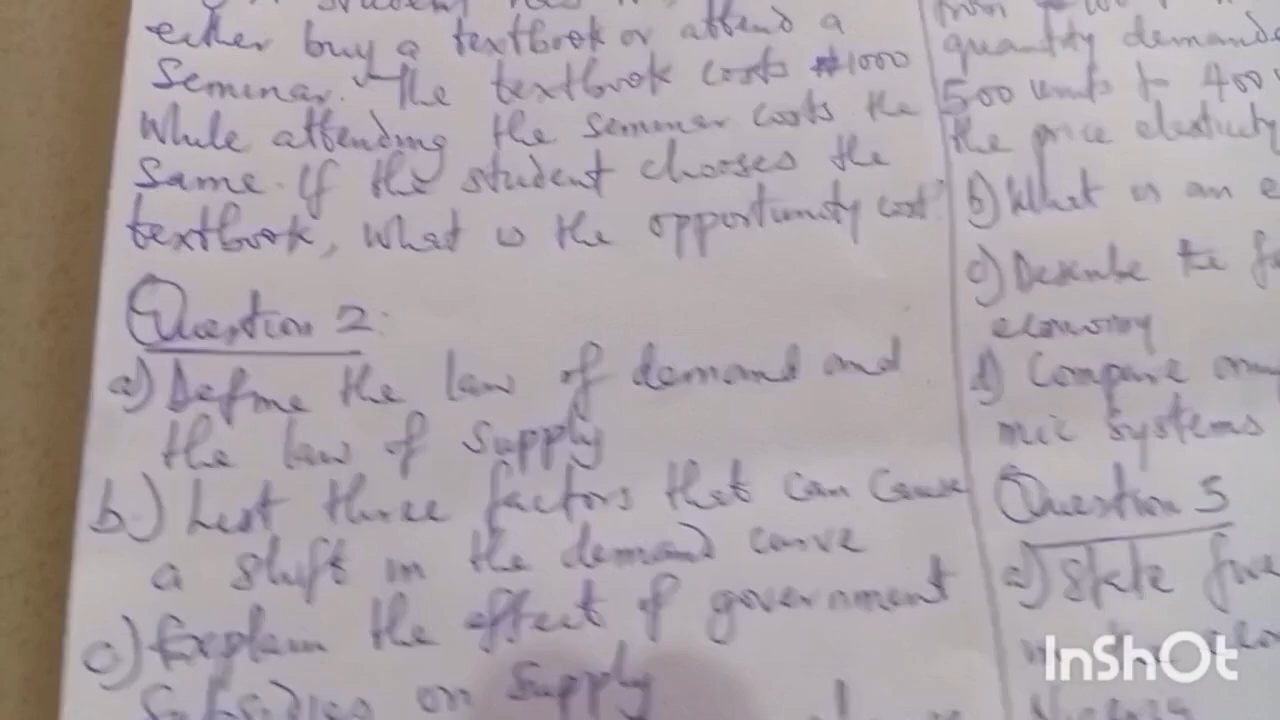 either buy a textbook or attend a
Seminar. The textbook costs ₦1000
While attending the seminar costs the
Same. If the student chooses the
textbook, what is the opportunity cost?
Question 2:
a) Define the law of demand and
the law of supply
b.) List three factors that can cause
a shift in the demand curve
c) Explain the effect of government
Subsidies on supply
quantity demand
500 units to 400
the price elasticity
b) What is an
c) Describe the
economy
d) Compare
mic systems
Question 5
a) State five
InShOt